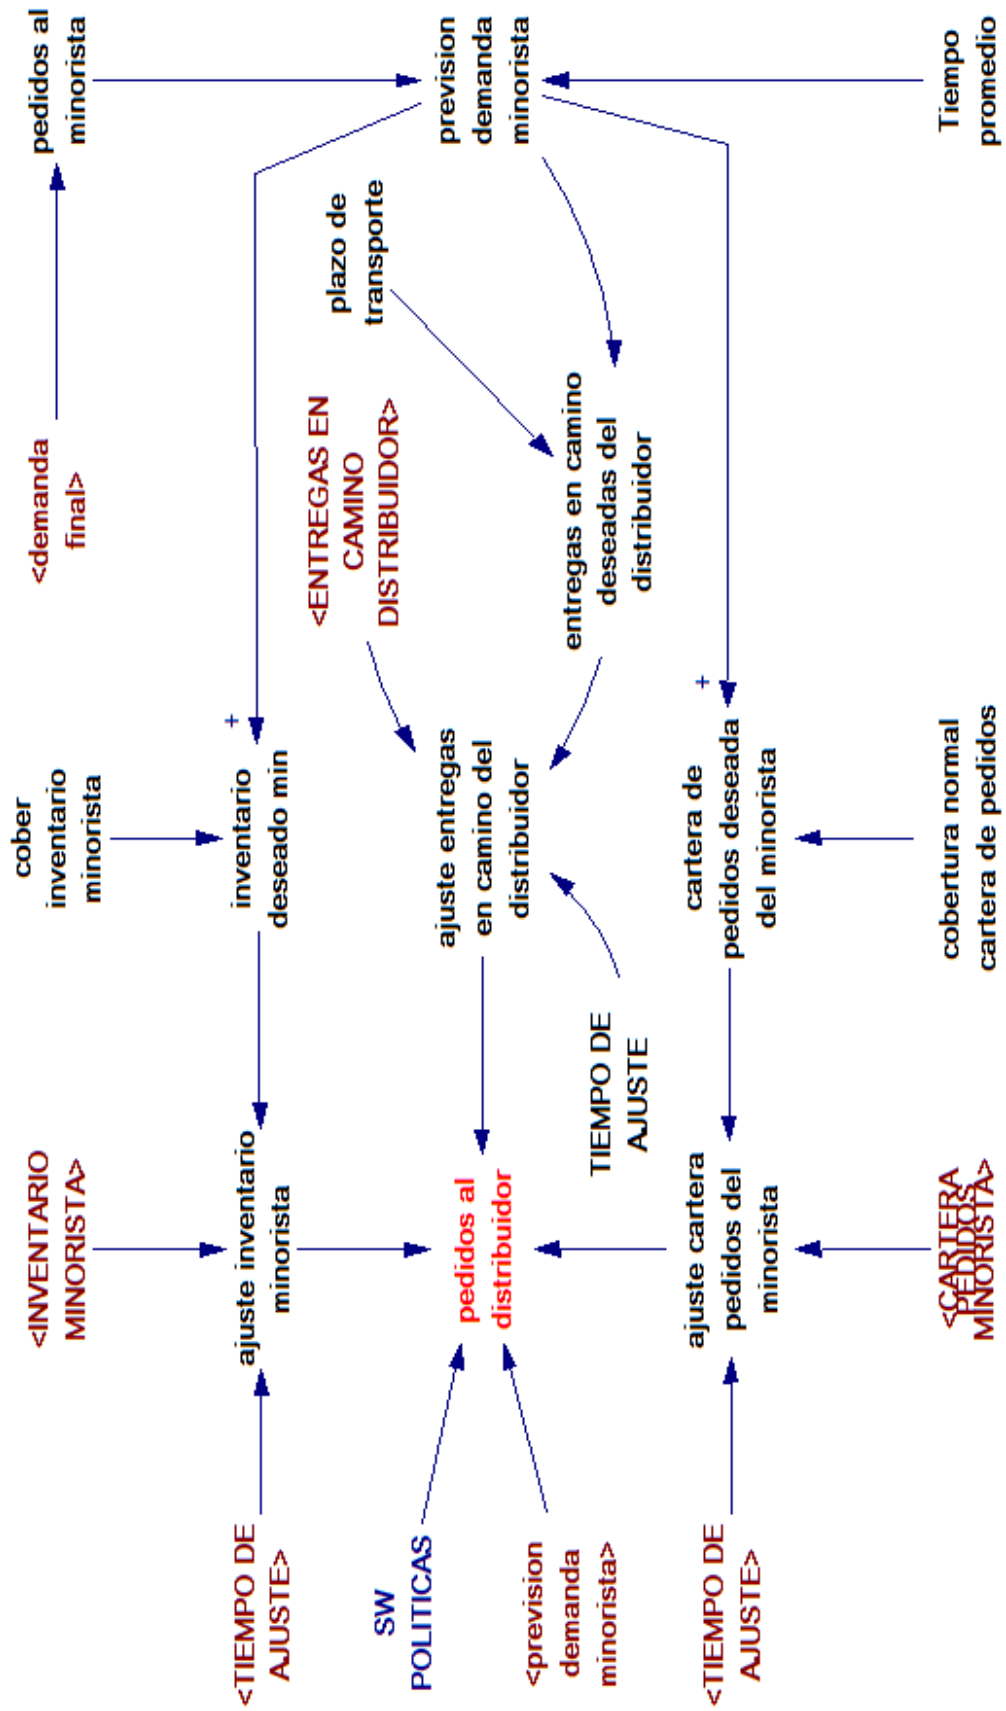 <INVENTARIO
MINORISTA>
cober
inventario
minorista
<demanda
final>
pedidos al
minorista
<TIEMPO DE
AJUSTE>
ajuste inventario
minorista
inventario
deseado min
+
<ENTREGAS EN
CAMINO
DISTRIBUIDOR>
plazo de
transporte
SW
POLITICAS
pedidos al
distribuidor
ajuste entregas
en camino del
distribuidor
prevision
demanda
minorista
<prevision
demanda
minorista>
TIEMPO DE
AJUSTE
entregas en camino
deseadas del
distribuidor
<TIEMPO DE
AJUSTE>
ajuste cartera
pedidos del
minorista
cartera de
pedidos deseada
del minorista
+
<CARTERA
PEDIDOS
MINORISTA>
cobertura normal
cartera de pedidos
Tiempo
promedio